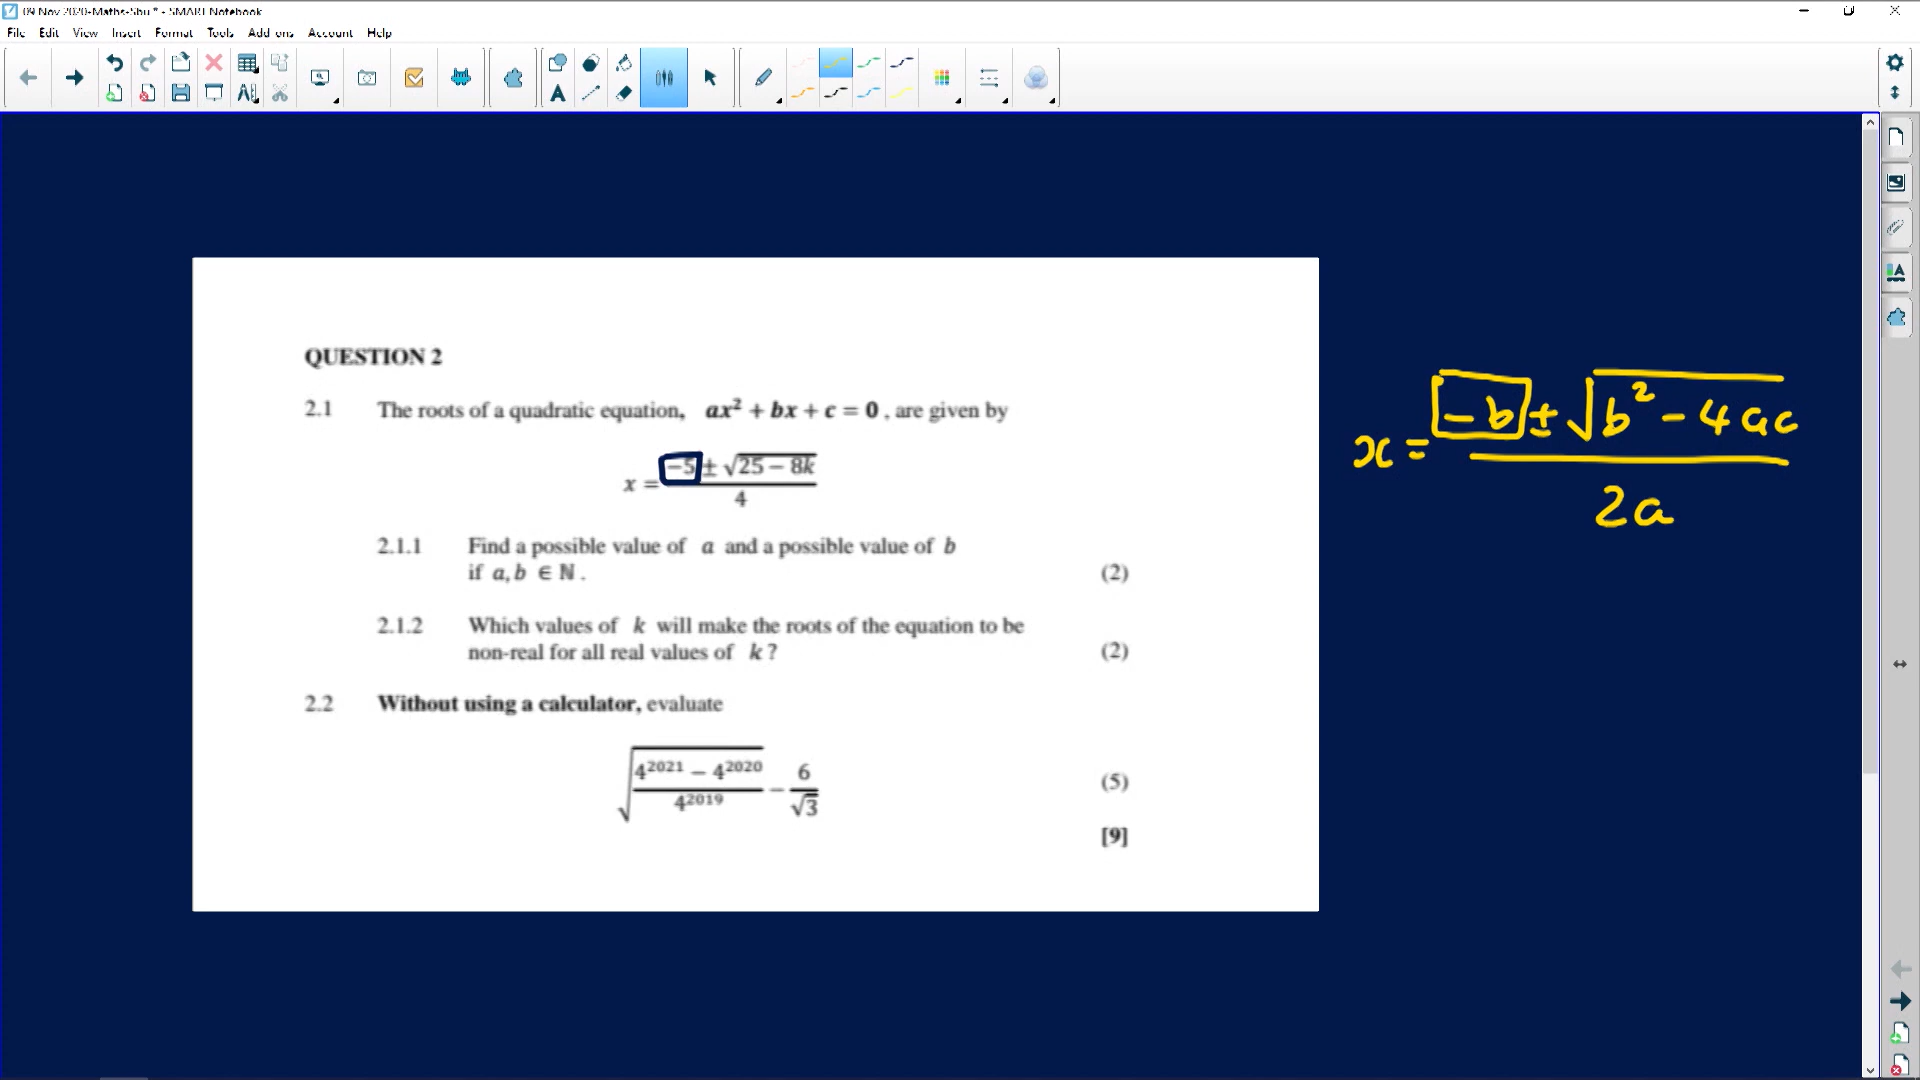 09 Nov 2020-Maths-Sbu * - SMART Notebook
File Edit View Insert Format Tools Add-ons Account Help
QUESTION 2
2.1 The roots of a quadratic equation, ax² + bx + c = 0 , are given by
x = (−5 ± √(25 − 8k)) / 4
2.1.1 Find a possible value of a and a possible value of b
if a, b ∈ ℕ . (2)
2.1.2 Which values of k will make the roots of the equation to be
non-real for all real values of k ? (2)
2.2 Without using a calculator, evaluate
√((4²⁰²¹ − 4²⁰²⁰) / 4²⁰¹⁹) − 6/√3 (5)
[9]
x = (−b ± √(b² − 4ac)) / 2a